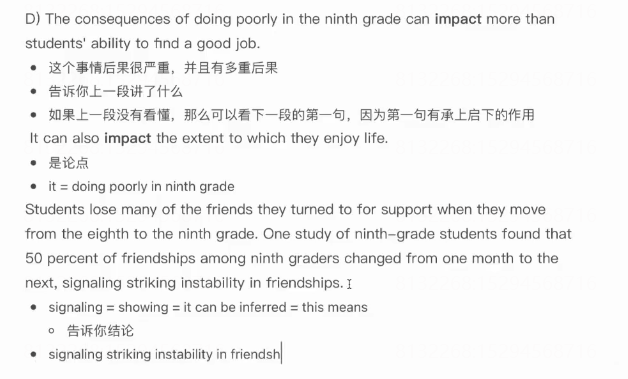 D) The consequences of doing poorly in the ninth grade can impact more than
students' ability to find a good job.
• 这个事情后果很严重，并且有多重后果
• 告诉你上一段讲了什么
• 如果上一段没有看懂，那么可以看下一段的第一句，因为第一句有承上启下的作用
It can also impact the extent to which they enjoy life.
• 是论点
• it = doing poorly in ninth grade
Students lose many of the friends they turned to for support when they move
from the eighth to the ninth grade. One study of ninth-grade students found that
50 percent of friendships among ninth graders changed from one month to the
next, signaling striking instability in friendships.
• signaling = showing = it can be inferred = this means
○ 告诉你结论
• signaling striking instability in friendsh